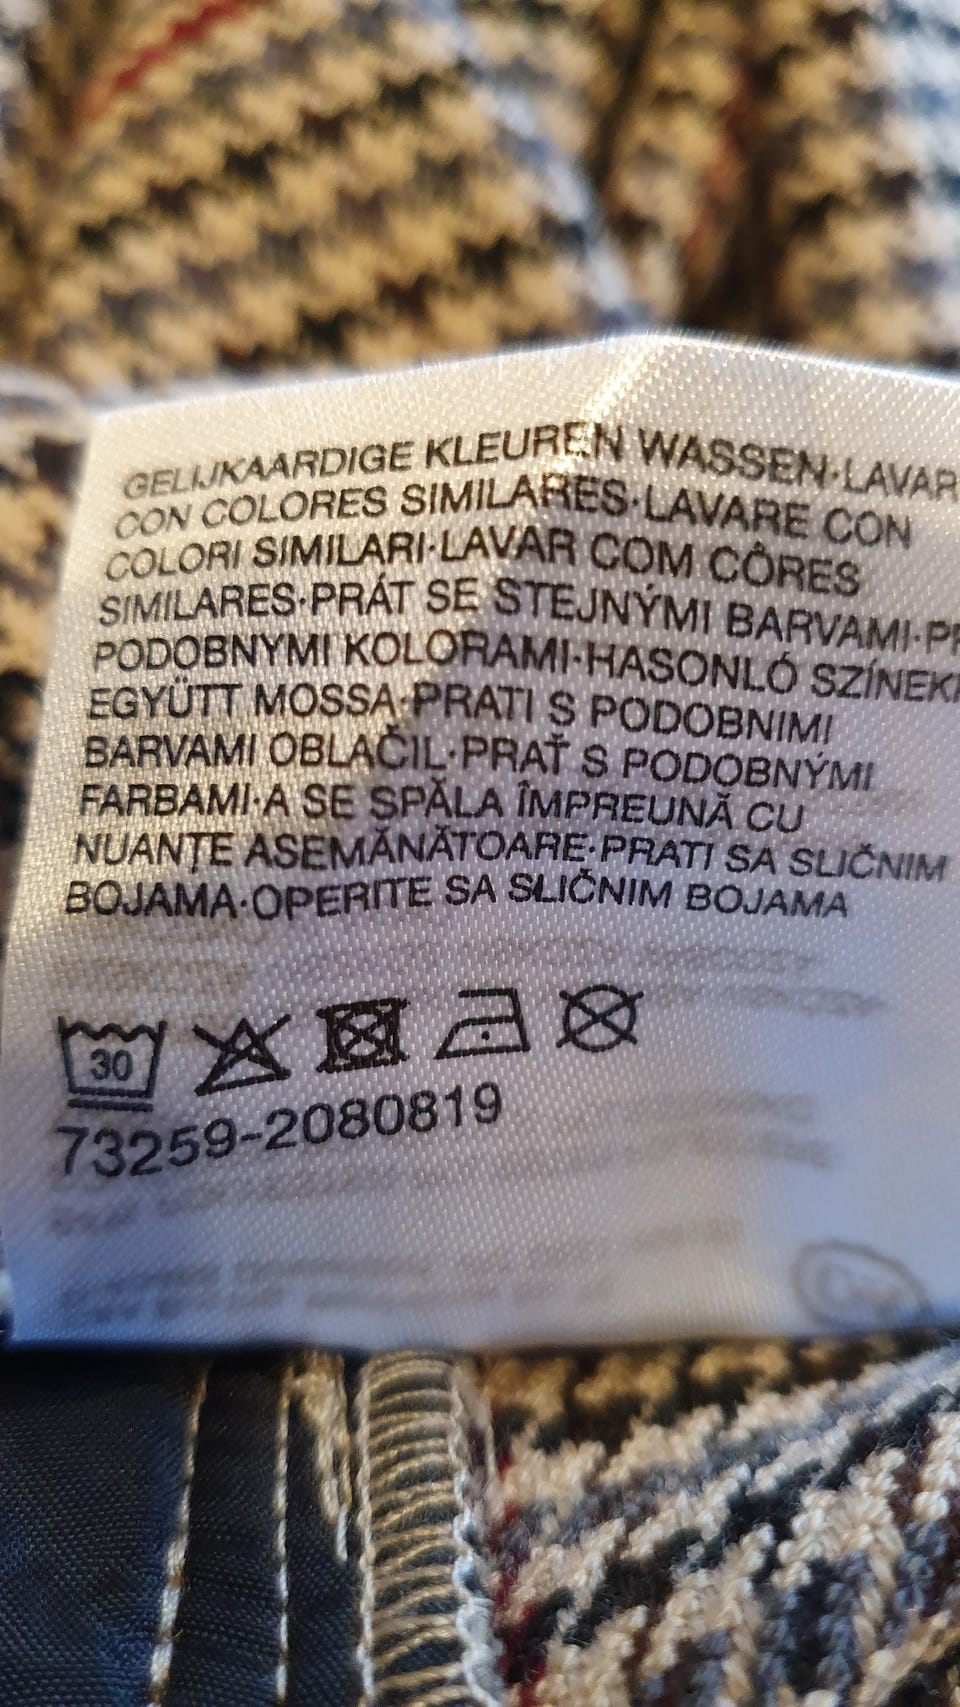 GELIJKAARDIGE KLEUREN WASSEN·LAVAR
CON COLORES SIMILARES·LAVARE CON
COLORI SIMILARI·LAVAR COM CÔRES
SIMILARES·PRÁT SE STEJNÝMI BARVAMI·
PODOBNYMI KOLORAMI·HASONLÓ
EGYÜTT MOSSA·PRATI S PODOBNIMI
BARVAMI OBLAČIL·PRAŤ S PODOBNÝMI
FARBAMI·A SE SPĂLA ÎMPREUNĂ CU
NUANȚE ASEMĂNĂTOARE·PRATI SA SLIČNIM
BOJAMA·OPERITE SA SLIČNIM BOJAMA
30
73259-2080819